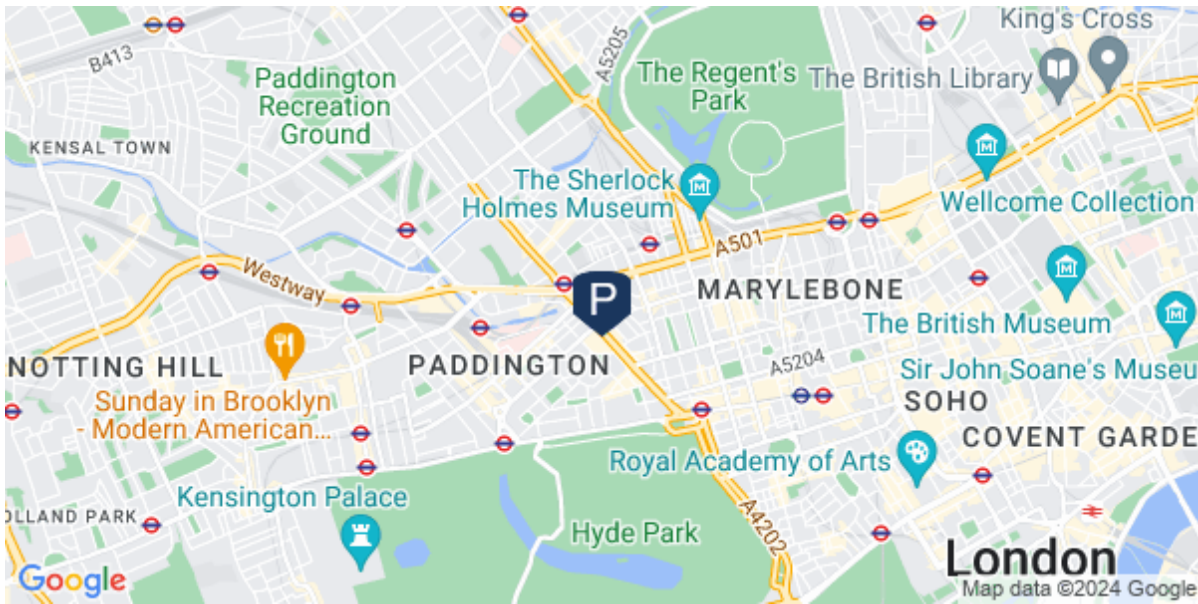 King's Cross
B413
A5205
The Regent's
Park
The British Library
Paddington
Recreation
Ground
KENSAL TOWN
The Sherlock
Holmes Museum
Wellcome Collection
A501
Westway
P
MARYLEBONE
The British Museum
NOTTING HILL
PADDINGTON
A5204
Sir John Soane's Museu
Sunday in Brooklyn
- Modern American...
SOHO
COVENT GARDE
Royal Academy of Arts
Kensington Palace
OLLAND PARK
Hyde Park
A4202
London
Google
Map data ©2024 Google